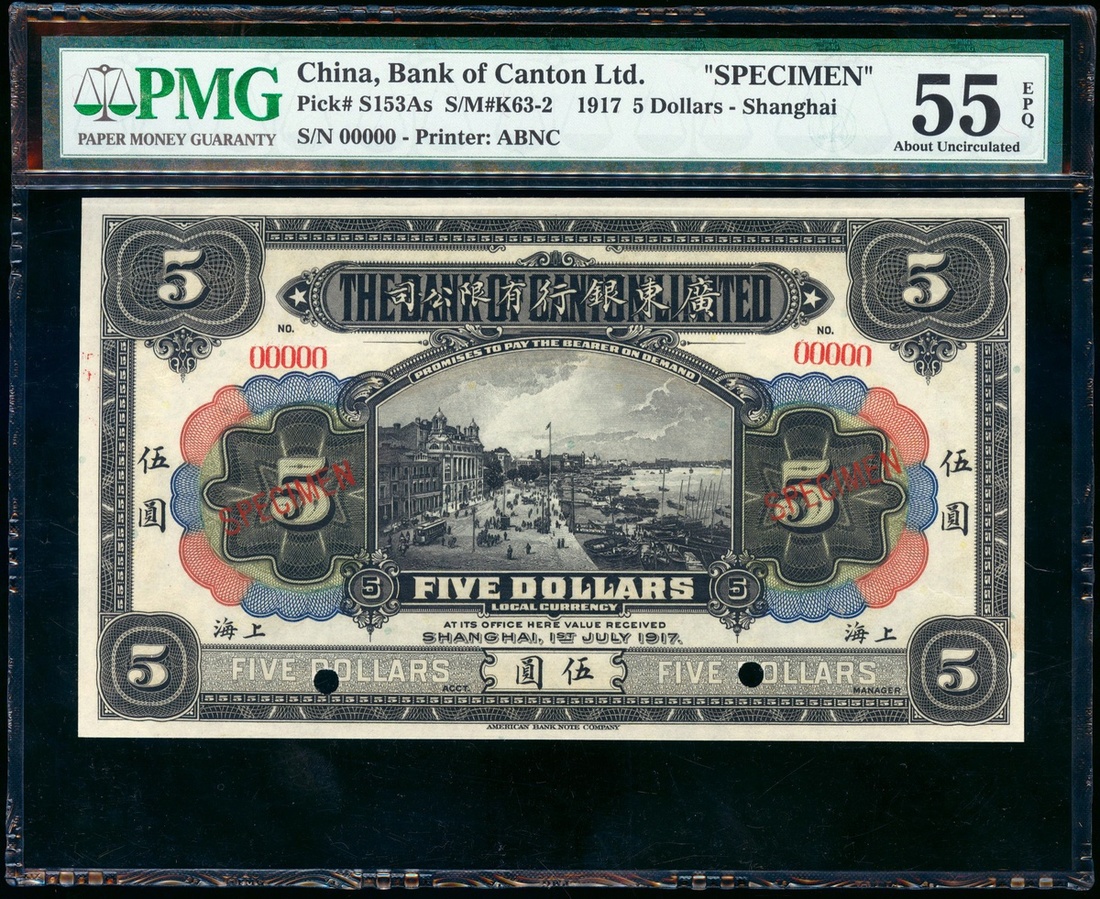 PMG
PAPER MONEY GUARANTY
China, Bank of Canton Ltd. "SPECIMEN"
Pick# S153As S/M#K63-2 1917 5 Dollars - Shanghai
S/N 00000 - Printer: ABNC
55 EPQ
About Uncirculated
5
5
THE BANK OF CANTON LIMITED
廣東銀行有限公司
NO.
00000
NO.
00000
PROMISES TO PAY THE BEARER ON DEMAND
伍圓
5
SPECIMEN
5
SPECIMEN
伍圓
5
FIVE DOLLARS
5
LOCAL CURRENCY
AT ITS OFFICE HERE VALUE RECEIVED
上海
SHANGHAI, 1ST JULY 1917.
上海
5
FIVE DOLLARS
伍圓
FIVE DOLLARS
5
ACCT.
MANAGER
AMERICAN BANK NOTE COMPANY